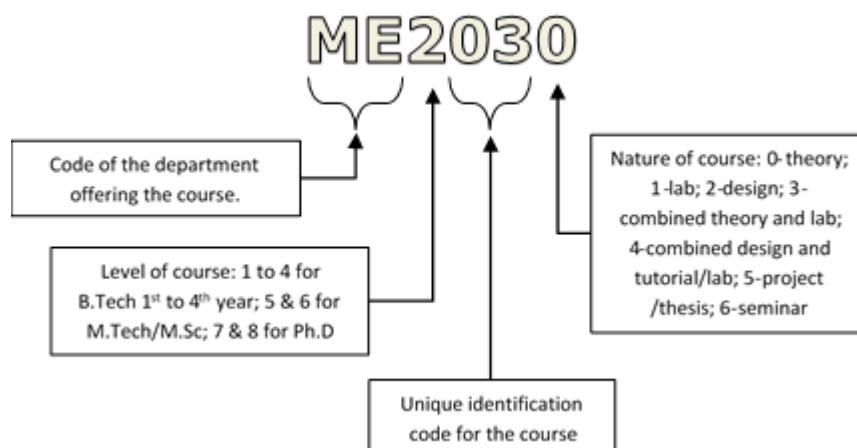 ME2030
Code of the department
offering the course.
Level of course: 1 to 4 for
B.Tech 1st to 4th year; 5 & 6 for
M.Tech/M.Sc; 7 & 8 for Ph.D
Unique identification
code for the course
Nature of course: 0- theory;
1-lab; 2-design; 3-
combined theory and lab;
4-combined design and
tutorial/lab; 5-project
/thesis; 6-seminar